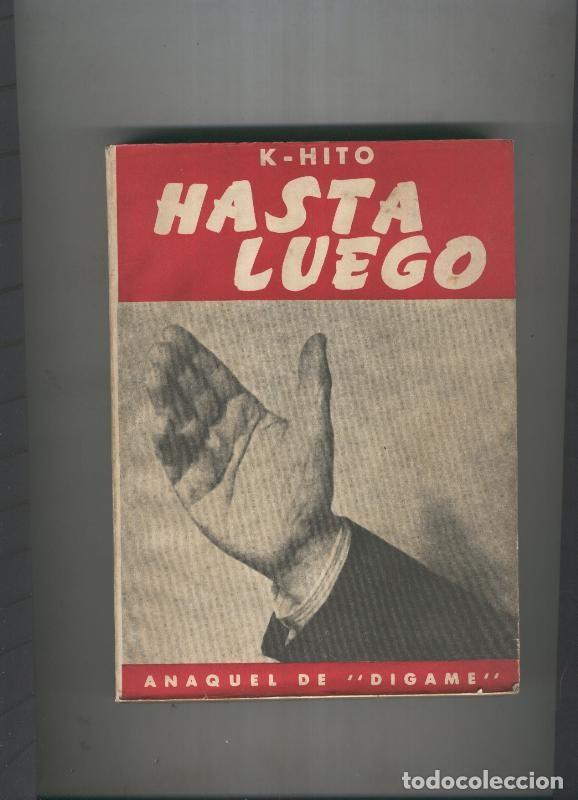 K-HITO
HASTA
LUEGO
ANAQUEL DE "DIGAME"
todocoleccion